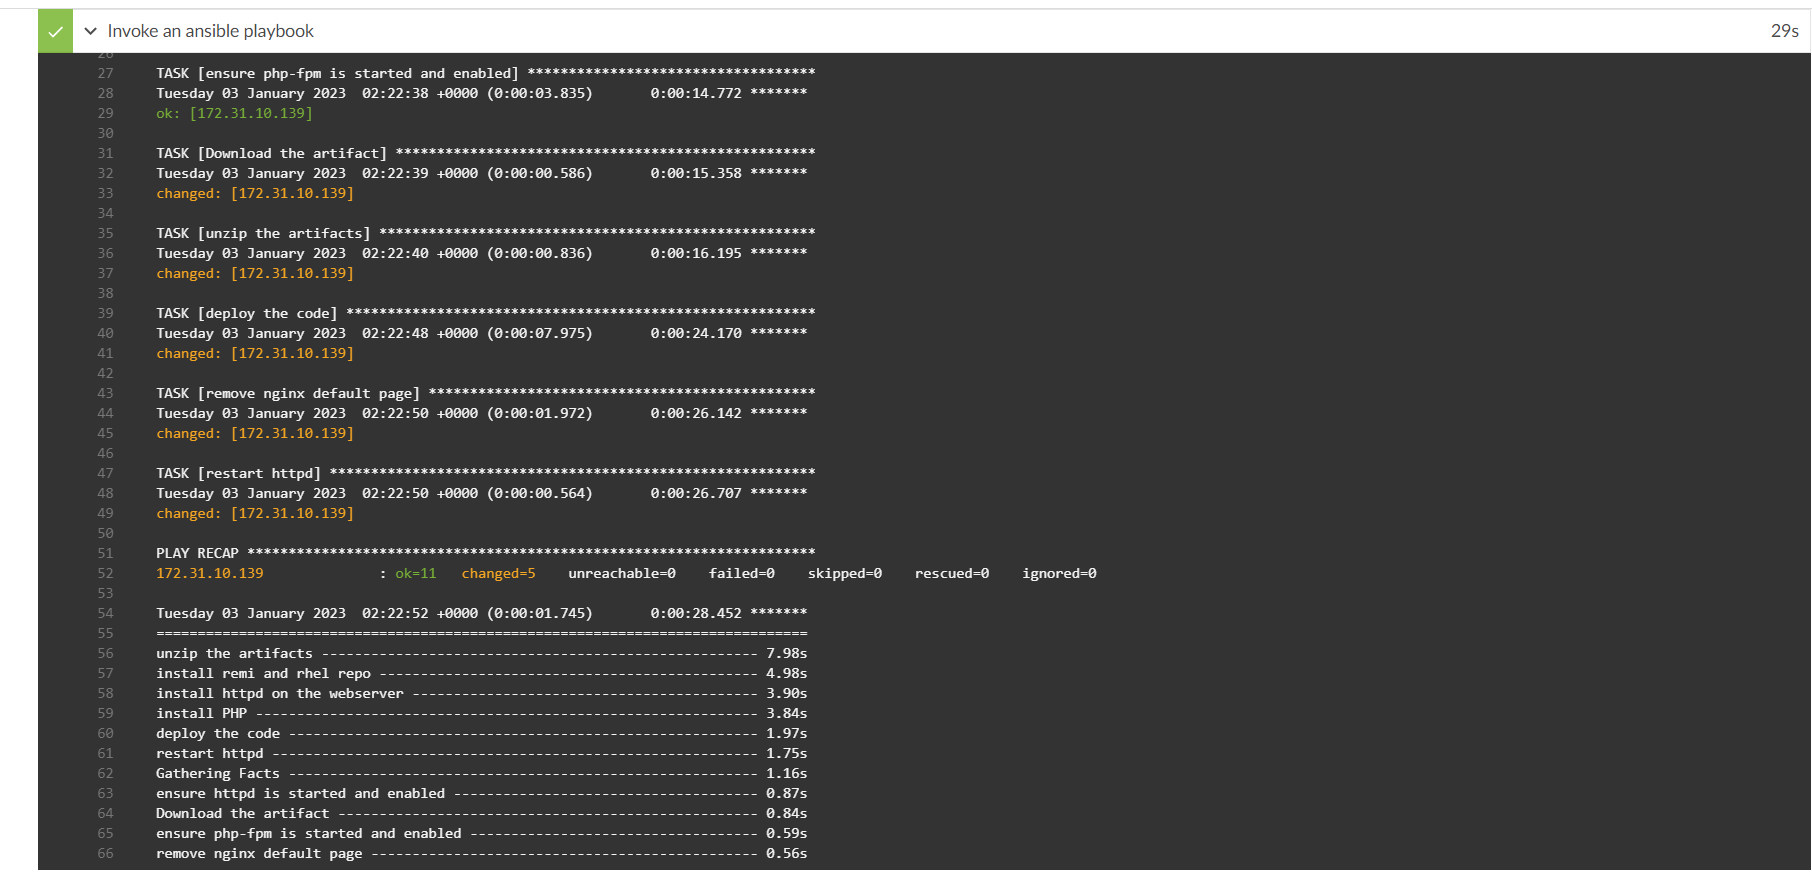 Invoke an ansible playbook 29s
26
27 TASK [ensure php-fpm is started and enabled] ***********************************
28 Tuesday 03 January 2023  02:22:38 +0000 (0:00:03.835)       0:00:14.772 *******
29 ok: [172.31.10.139]
30
31 TASK [Download the artifact] ***************************************************
32 Tuesday 03 January 2023  02:22:39 +0000 (0:00:00.586)       0:00:15.358 *******
33 changed: [172.31.10.139]
34
35 TASK [unzip the artifacts] *****************************************************
36 Tuesday 03 January 2023  02:22:40 +0000 (0:00:00.836)       0:00:16.195 *******
37 changed: [172.31.10.139]
38
39 TASK [deploy the code] *********************************************************
40 Tuesday 03 January 2023  02:22:48 +0000 (0:00:07.975)       0:00:24.170 *******
41 changed: [172.31.10.139]
42
43 TASK [remove nginx default page] ***********************************************
44 Tuesday 03 January 2023  02:22:50 +0000 (0:00:01.972)       0:00:26.142 *******
45 changed: [172.31.10.139]
46
47 TASK [restart httpd] ***********************************************************
48 Tuesday 03 January 2023  02:22:50 +0000 (0:00:00.564)       0:00:26.707 *******
49 changed: [172.31.10.139]
50
51 PLAY RECAP *********************************************************************
52 172.31.10.139              : ok=11   changed=5    unreachable=0    failed=0    skipped=0    rescued=0    ignored=0
53
54 Tuesday 03 January 2023  02:22:52 +0000 (0:00:01.745)       0:00:28.452 *******
55 ===============================================================================
56 unzip the artifacts ----------------------------------------------------- 7.98s
57 install remi and rhel repo ---------------------------------------------- 4.98s
58 install httpd on the webserver ------------------------------------------ 3.90s
59 install PHP ------------------------------------------------------------- 3.84s
60 deploy the code --------------------------------------------------------- 1.97s
61 restart httpd ----------------------------------------------------------- 1.75s
62 Gathering Facts --------------------------------------------------------- 1.16s
63 ensure httpd is started and enabled ------------------------------------- 0.87s
64 Download the artifact --------------------------------------------------- 0.84s
65 ensure php-fpm is started and enabled ----------------------------------- 0.59s
66 remove nginx default page ----------------------------------------------- 0.56s